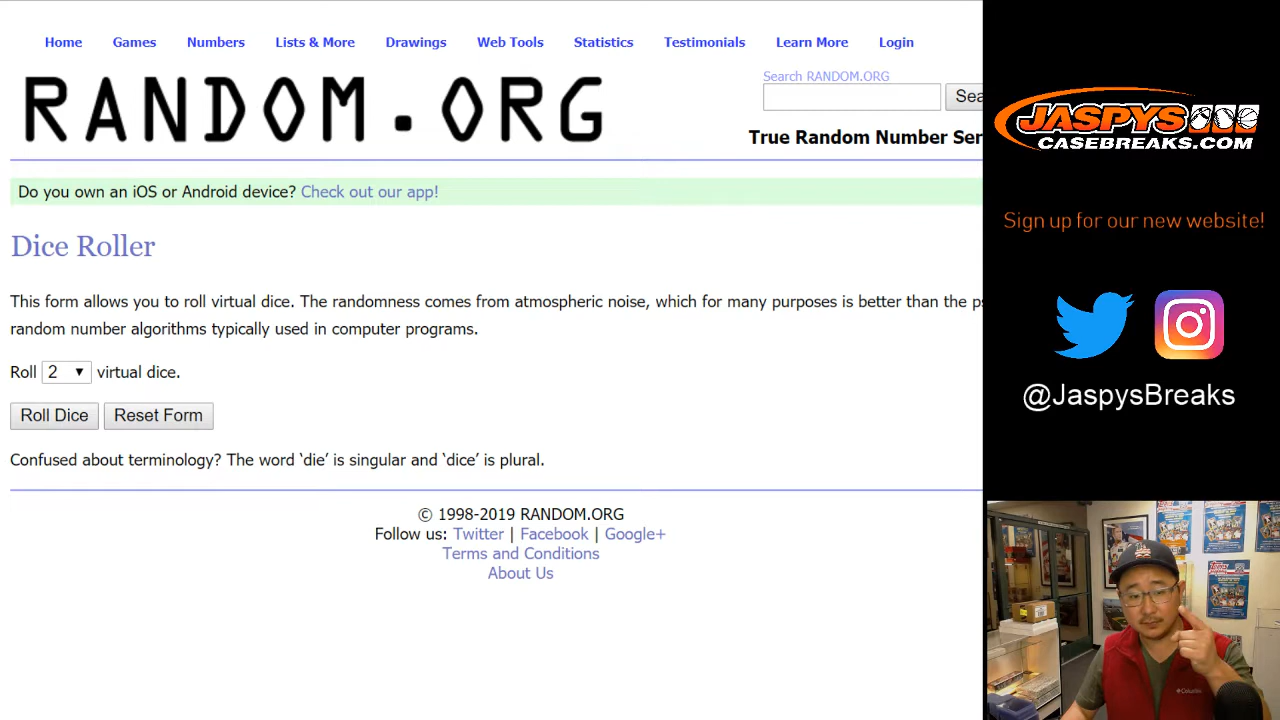 Home Games Numbers Lists & More Drawings Web Tools Statistics Testimonials Learn More Login
RANDOM.ORG
Search RANDOM.ORG
Sea
True Random Number Ser
Do you own an iOS or Android device? Check out our app!
Dice Roller
This form allows you to roll virtual dice. The randomness comes from atmospheric noise, which for many purposes is better than the ps
random number algorithms typically used in computer programs.
Roll 2 virtual dice.
Roll Dice Reset Form
Confused about terminology? The word ‘die’ is singular and ‘dice’ is plural.
© 1998-2019 RANDOM.ORG
Follow us: Twitter | Facebook | Google+
Terms and Conditions
About Us
JASPYS
CASEBREAKS.COM
Sign up for our new website!
@JaspysBreaks
Columbia